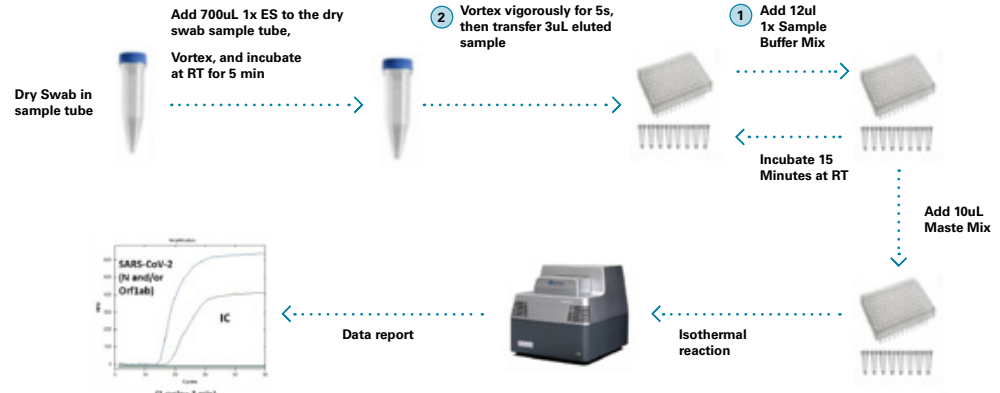 Add 700uL 1x ES to the dry
swab sample tube,
Vortex, and incubate
at RT for 5 min
2
Vortex vigorously for 5s,
then transfer 3uL eluted
sample
1
Add 12ul
1x Sample
Buffer Mix
Dry Swab in
sample tube
Incubate 15
Minutes at RT
Add 10uL
Maste Mix
Amplification
SARS-CoV-2
(N and/or
Orf1ab)
IC
Cycles
Data report
Isothermal
reaction